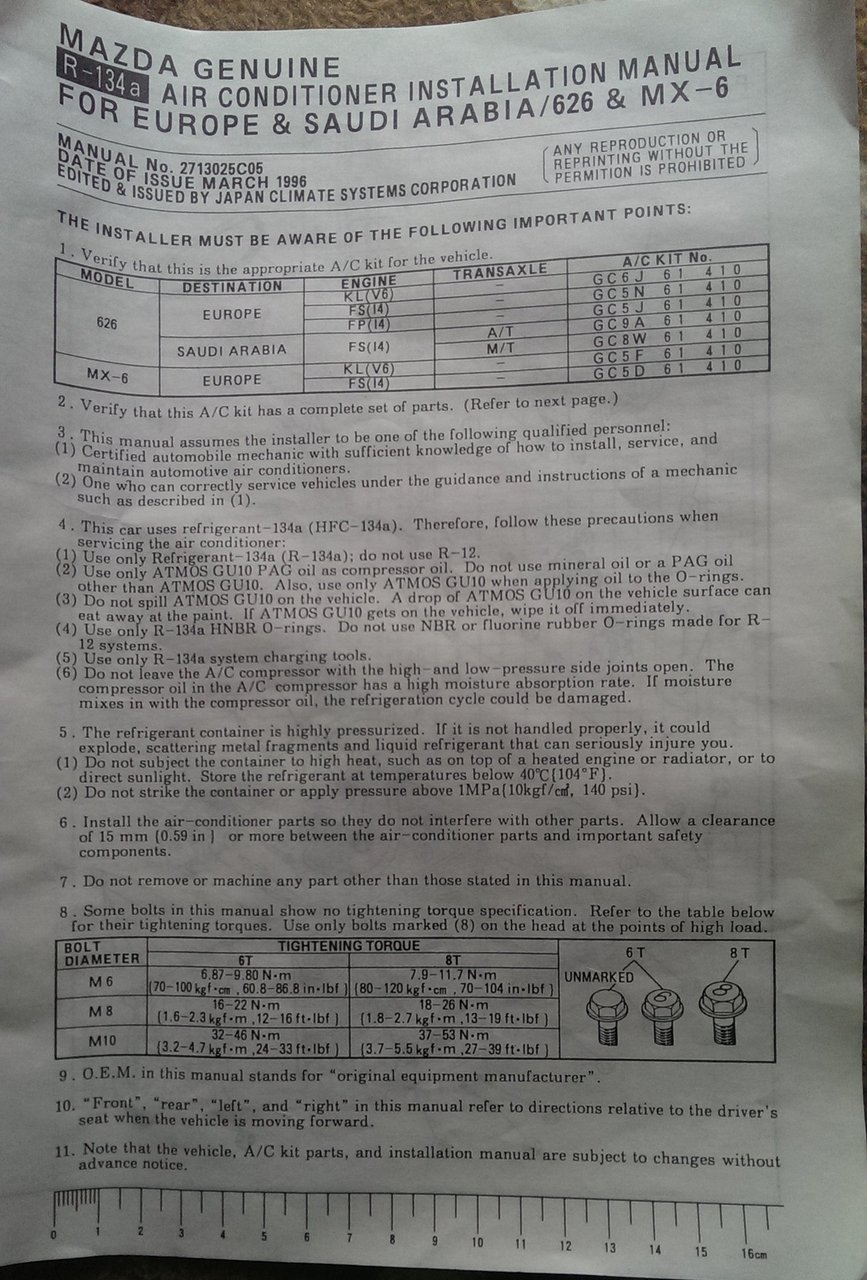 MAZDA GENUINE
R-134a AIR CONDITIONER INSTALLATION MANUAL
FOR EUROPE & SAUDI ARABIA/626 & MX-6
MANUAL No. 2713025C05
DATE OF ISSUE MARCH 1996
EDITED & ISSUED BY JAPAN CLIMATE SYSTEMS CORPORATION
ANY REPRODUCTION OR
REPRINTING WITHOUT THE
PERMITION IS PROHIBITED
THE INSTALLER MUST BE AWARE OF THE FOLLOWING IMPORTANT POINTS:
1. Verify that this is the appropriate A/C kit for the vehicle.
MODEL DESTINATION ENGINE TRANSAXLE A/C KIT No.
626 EUROPE KL(V6) – GC6J 61 410
FS(I4) – GC5N 61 410
FP(I4) – GC5J 61 410
SAUDI ARABIA FS(I4) A/T GC9A 61 410
M/T GC8W 61 410
MX-6 EUROPE KL(V6) – GC5F 61 410
FS(I4) – GC5D 61 410
2. Verify that this A/C kit has a complete set of parts. (Refer to next page.)
3. This manual assumes the installer to be one of the following qualified personnel:
(1) Certified automobile mechanic with sufficient knowledge of how to install, service, and
maintain automotive air conditioners.
(2) One who can correctly service vehicles under the guidance and instructions of a mechanic
such as described in (1).
4. This car uses refrigerant-134a (HFC-134a). Therefore, follow these precautions when
servicing the air conditioner:
(1) Use only Refrigerant-134a (R-134a); do not use R-12.
(2) Use only ATMOS GU10 PAG oil as compressor oil. Do not use mineral oil or a PAG oil
other than ATMOS GU10. Also, use only ATMOS GU10 when applying oil to the O-rings.
(3) Do not spill ATMOS GU10 on the vehicle. A drop of ATMOS GU10 on the vehicle surface can
eat away at the paint. If ATMOS GU10 gets on the vehicle, wipe it off immediately.
(4) Use only R-134a HNBR O-rings. Do not use NBR or fluorine rubber O-rings made for R-
12 systems.
(5) Use only R-134a system charging tools.
(6) Do not leave the A/C compressor with the high-and low-pressure side joints open. The
compressor oil in the A/C compressor has a high moisture absorption rate. If moisture
mixes in with the compressor oil, the refrigeration cycle could be damaged.
5. The refrigerant container is highly pressurized. If it is not handled properly, it could
explode, scattering metal fragments and liquid refrigerant that can seriously injure you.
(1) Do not subject the container to high heat, such as on top of a heated engine or radiator, or to
direct sunlight. Store the refrigerant at temperatures below 40℃{104°F}.
(2) Do not strike the container or apply pressure above 1MPa{10kgf/㎠, 140 psi}.
6. Install the air-conditioner parts so they do not interfere with other parts. Allow a clearance
of 15 mm {0.59 in } or more between the air-conditioner parts and important safety
components.
7. Do not remove or machine any part other than those stated in this manual.
8. Some bolts in this manual show no tightening torque specification. Refer to the table below
for their tightening torques. Use only bolts marked (8) on the head at the points of high load.
BOLT DIAMETER TIGHTENING TORQUE
6T 8T
M6 6.87-9.80 N·m 7.9-11.7 N·m
{70-100 kgf·cm , 60.8-86.8 in·lbf } {80-120 kgf·cm , 70-104 in·lbf }
M8 16-22 N·m 18-26 N·m
{1.6-2.3 kgf·m ,12-16 ft·lbf } {1.8-2.7 kgf·m ,13-19 ft·lbf }
M10 32-46 N·m 37-53 N·m
{3.2-4.7 kgf·m ,24-33 ft·lbf } {3.7-5.5 kgf·m ,27-39 ft·lbf }
6T 8T
UNMARKED
9. O.E.M. in this manual stands for "original equipment manufacturer".
10. "Front", "rear", "left", and "right" in this manual refer to directions relative to the driver's
seat when the vehicle is moving forward.
11. Note that the vehicle, A/C kit parts, and installation manual are subject to changes without
advance notice.
0 1 2 3 4 5 6 7 8 9 10 11 12 13 14 15 16cm